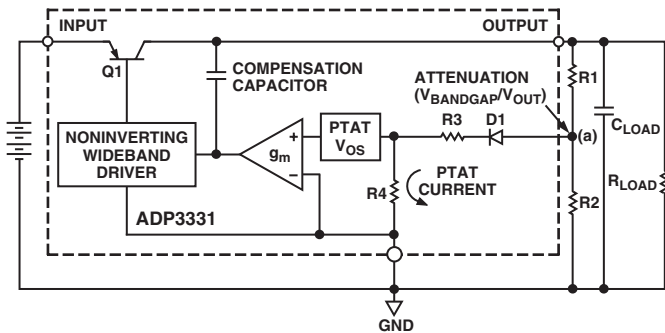 INPUT
OUTPUT
Q1
COMPENSATION
CAPACITOR
ATTENUATION
(VBANDGAP/VOUT)
R1
NONINVERTING
WIDEBAND
DRIVER
gm
+
−
PTAT
VOS
R3
D1
(a)
CLOAD
RLOAD
R4
PTAT
CURRENT
R2
ADP3331
GND